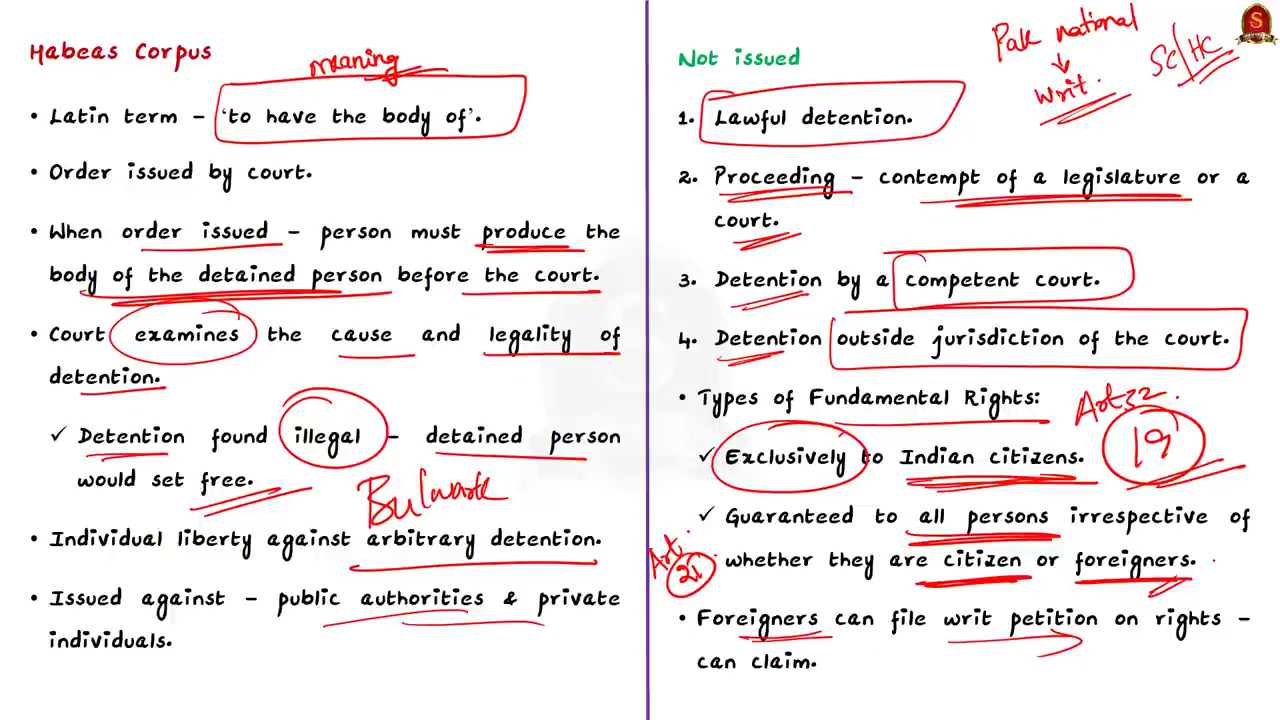 Habeas Corpus
meaning
• Latin term – 'to have the body of'.
• Order issued by court.
• When order issued – person must produce the
body of the detained person before the court.
• Court examines the cause and legality of
detention.
✓ Detention found illegal – detained person
would set free.
Bulwark
• Individual liberty against arbitrary detention.
• Issued against – public authorities & private
individuals.
Pak national
writ.
SC/HC
S
Not issued
1. Lawful detention.
2. Proceeding – contempt of a legislature or a
court.
3. Detention by a competent court.
4. Detention outside jurisdiction of the court.
• Types of Fundamental Rights:
Art 32
✓ Exclusively to Indian citizens.
19
✓ Guaranteed to all persons irrespective of
whether they are citizen or foreigners.
Art.
21
• Foreigners can file writ petition on rights –
can claim.